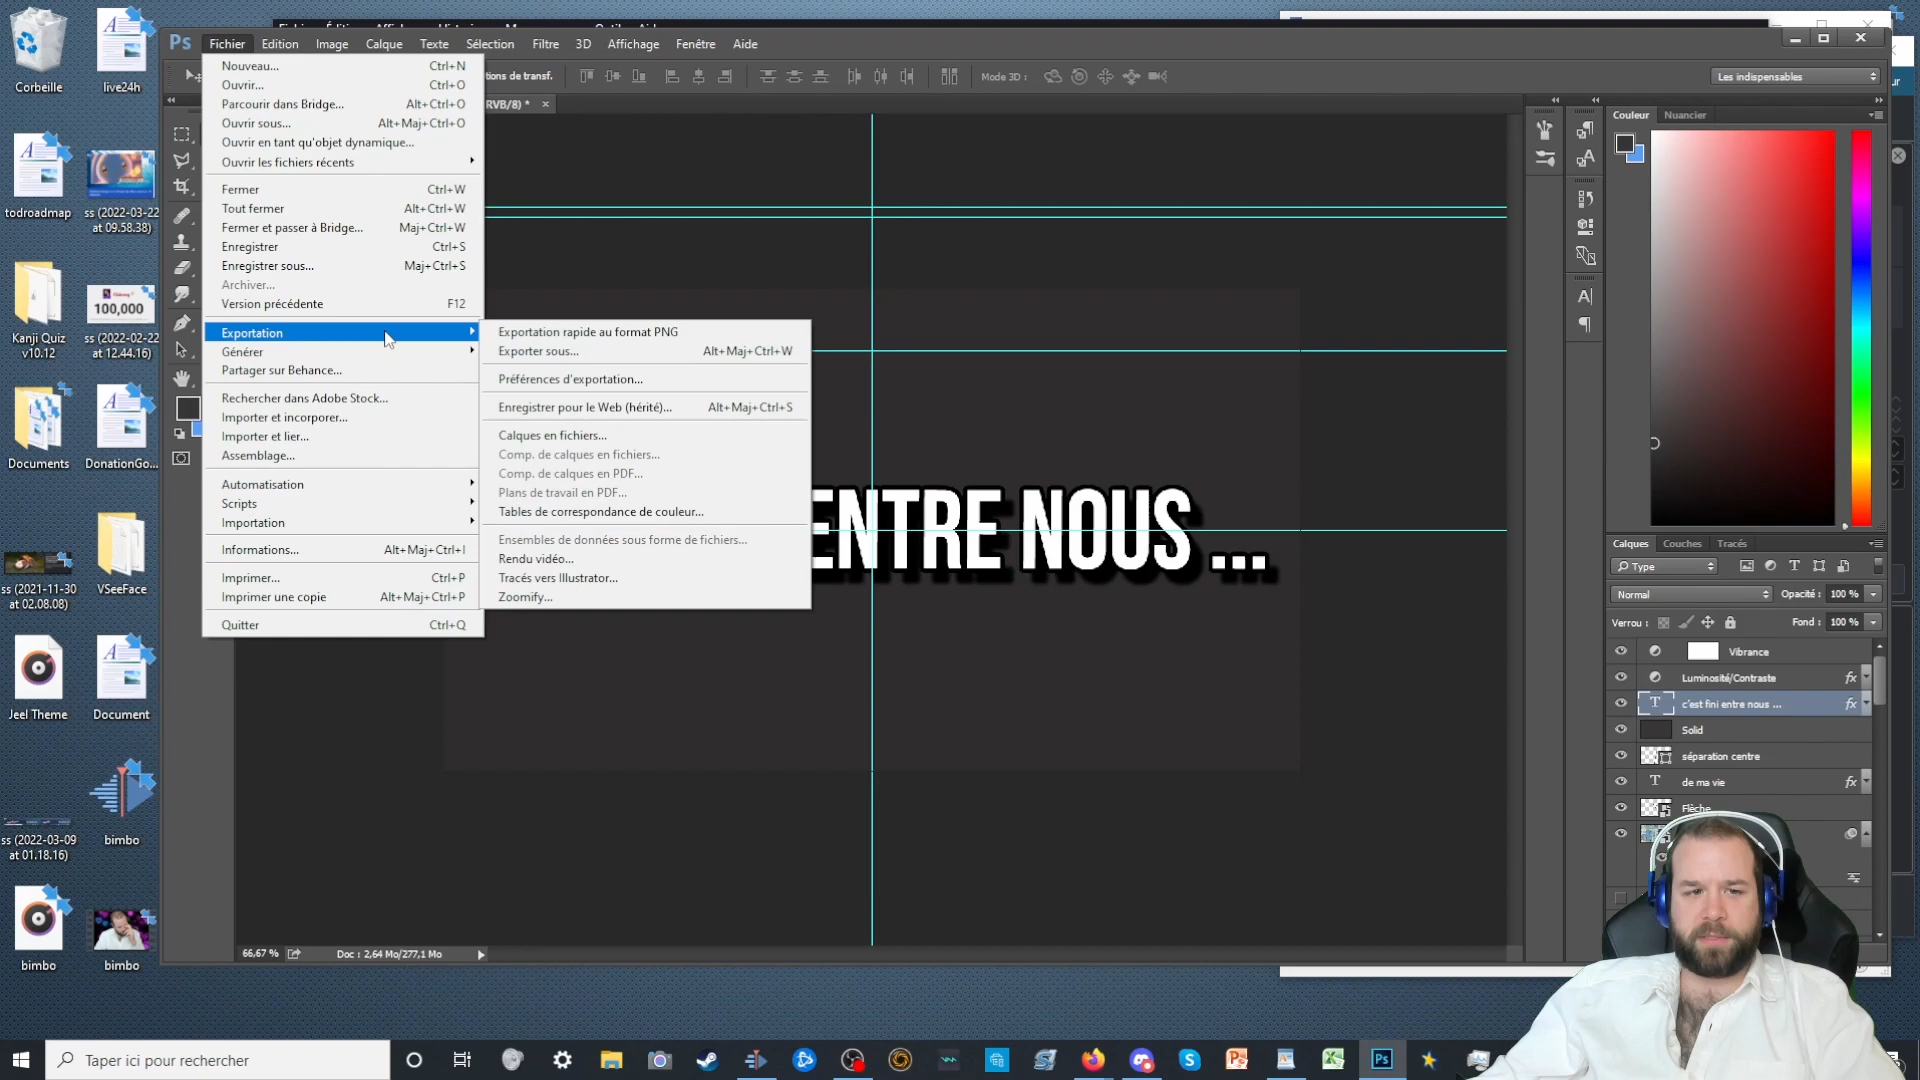 Corbeille
live24h
todroadmap
ss (2022-03-22
at 09.58.38)
Kanji Quiz
v10.12
100,000
ss (2022-02-22
at 12.44.16)
Documents
DonationGo...
ss (2021-11-30
at 02.08.08)
VSeeFace
Jeel Theme
Document
ss (2022-03-09
at 01.18.16)
bimbo
bimbo
bimbo
Ps
Fichier Edition Image Calque Texte Sélection Filtre 3D Affichage Fenêtre Aide
tions de transf.
Mode 3D :
Les indispensables
RVB/8) * ×
Nouveau... Ctrl+N
Ouvrir... Ctrl+O
Parcourir dans Bridge... Alt+Ctrl+O
Ouvrir sous... Alt+Maj+Ctrl+O
Ouvrir en tant qu'objet dynamique...
Ouvrir les fichiers récents
Fermer Ctrl+W
Tout fermer Alt+Ctrl+W
Fermer et passer à Bridge... Maj+Ctrl+W
Enregistrer Ctrl+S
Enregistrer sous... Maj+Ctrl+S
Archiver...
Version précédente F12
Exportation
Générer
Partager sur Behance...
Rechercher dans Adobe Stock...
Importer et incorporer...
Importer et lier...
Assemblage...
Automatisation
Scripts
Importation
Informations... Alt+Maj+Ctrl+I
Imprimer... Ctrl+P
Imprimer une copie Alt+Maj+Ctrl+P
Quitter Ctrl+Q
Exportation rapide au format PNG
Exporter sous... Alt+Maj+Ctrl+W
Préférences d'exportation...
Enregistrer pour le Web (hérité)... Alt+Maj+Ctrl+S
Calques en fichiers...
Comp. de calques en fichiers...
Comp. de calques en PDF...
Plans de travail en PDF...
Tables de correspondance de couleur...
Ensembles de données sous forme de fichiers...
Rendu vidéo...
Tracés vers Illustrator...
Zoomify...
ENTRE NOUS ...
66,67 % Doc : 2,64 Mo/277,1 Mo
Couleur Nuancier
Calques Couches Tracés
Type
Normal Opacité : 100 %
Verrou : Fond : 100 %
Vibrance
Luminosité/Contraste fx
T c'est fini entre nous ... fx
Solid
séparation centre
T de ma vie fx
Flèche
Taper ici pour rechercher
Ps